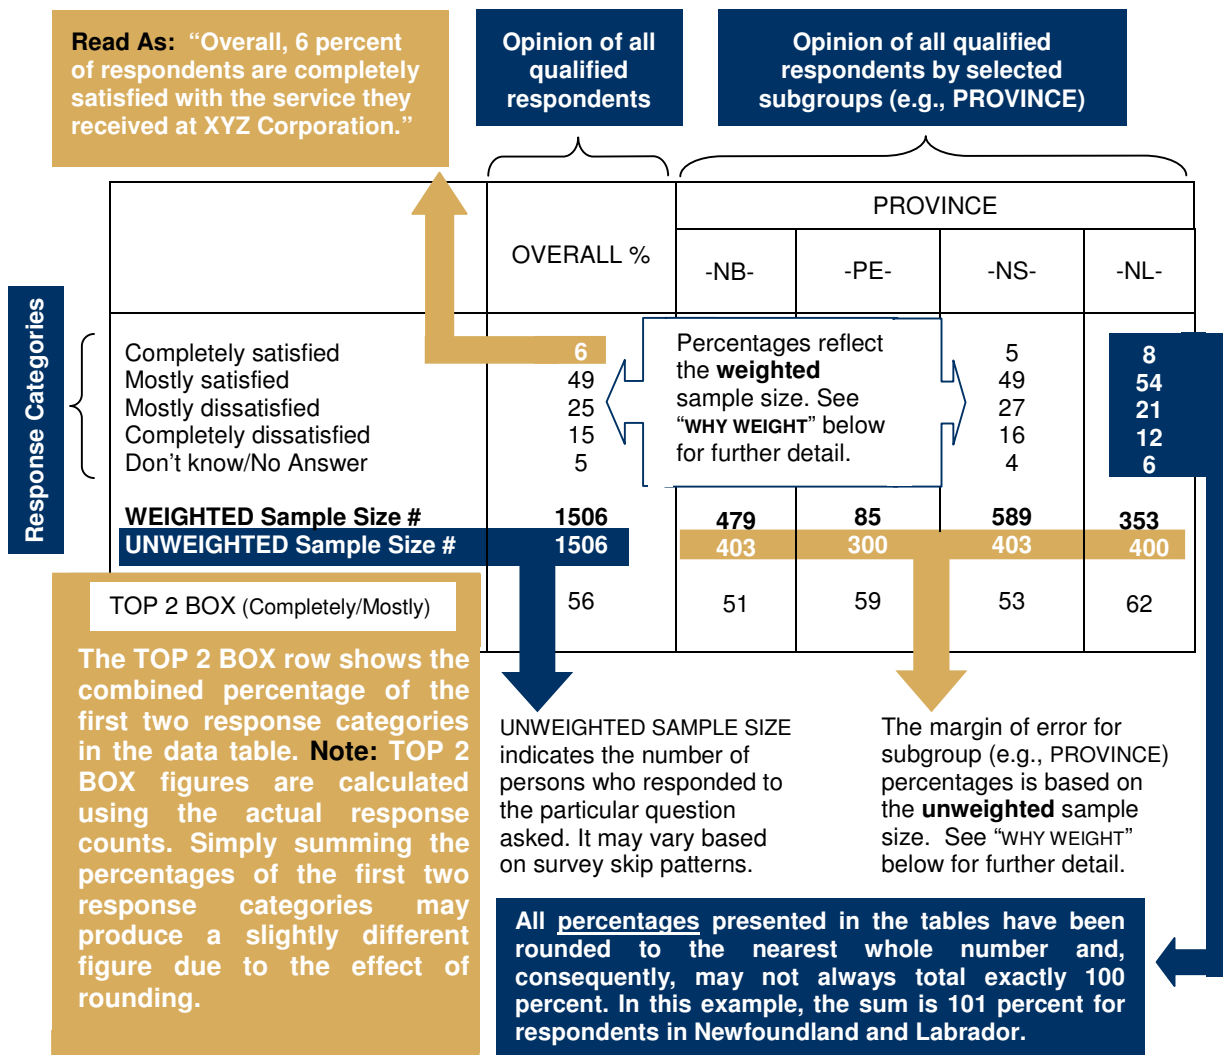 Read As: “Overall, 6 percent
of respondents are completely
satisfied with the service they
received at XYZ Corporation.”
Opinion of all
qualified
respondents
Opinion of all qualified
respondents by selected
subgroups (e.g., PROVINCE)
PROVINCE
OVERALL %
-NB-
-PE-
-NS-
-NL-
Response Categories
Completely satisfied 6 5 8
Mostly satisfied 49 49 54
Mostly dissatisfied 25 27 21
Completely dissatisfied 15 16 12
Don't know/No Answer 5 4 6
Percentages reflect
the weighted
sample size. See
“WHY WEIGHT” below
for further detail.
WEIGHTED Sample Size # 1506 479 85 589 353
UNWEIGHTED Sample Size # 1506 403 300 403 400
TOP 2 BOX (Completely/Mostly) 56 51 59 53 62
The TOP 2 BOX row shows the
combined percentage of the
first two response categories
in the data table. Note: TOP 2
BOX figures are calculated
using the actual response
counts. Simply summing the
percentages of the first two
response categories may
produce a slightly different
figure due to the effect of
rounding.
UNWEIGHTED SAMPLE SIZE
indicates the number of
persons who responded to
the particular question
asked. It may vary based
on survey skip patterns.
The margin of error for
subgroup (e.g., PROVINCE)
percentages is based on
the unweighted sample
size. See “WHY WEIGHT”
below for further detail.
All percentages presented in the tables have been
rounded to the nearest whole number and,
consequently, may not always total exactly 100
percent. In this example, the sum is 101 percent for
respondents in Newfoundland and Labrador.